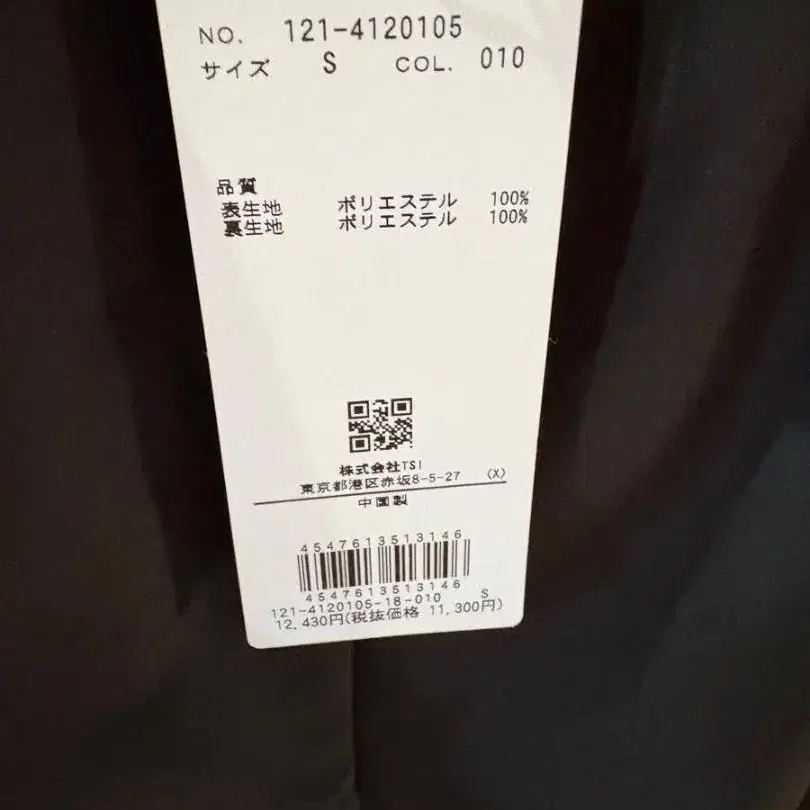 NO. 121-4120105
サイズ S COL. 010
品質
表生地 ポリエステル 100%
裏生地 ポリエステル 100%
株式会社TSI
東京都港区赤坂8-5-27 (X)
中国製
4547613513146
4547613513146
121-4120105-18-010 S
12,430円(税抜価格 11,300円)